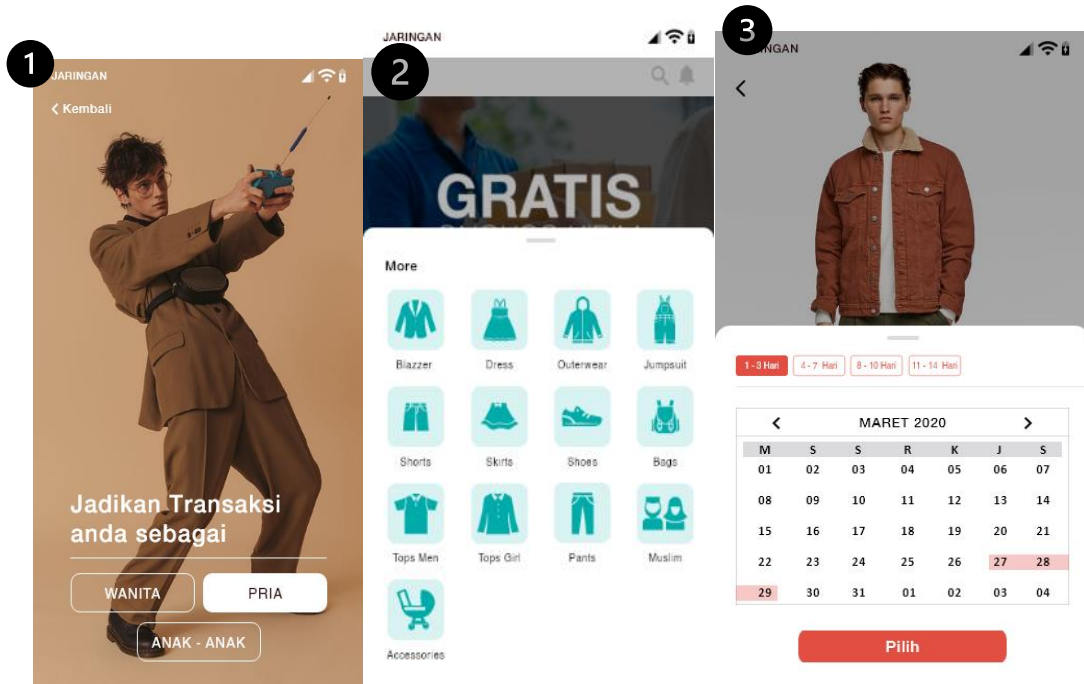 1
JARINGAN
Kembali
Jadikan Transaksi
anda sebagai
WANITA PRIA
ANAK - ANAK
JARINGAN
2
GRATIS
More
Blazzer Dress Outerwear Jumpsuit
Shorts Skirts Shoes Bags
Tops Men Tops Girl Pants Muslim
Accessories
3
NGAN
1 - 3 Hari 4 - 7 Hari 8 - 10 Hari 11 - 14 Hari
MARET 2020
M S S R K J S
01 02 03 04 05 06 07
08 09 10 11 12 13 14
15 16 17 18 19 20 21
22 23 24 25 26 27 28
29 30 31 01 02 03 04
Pilih